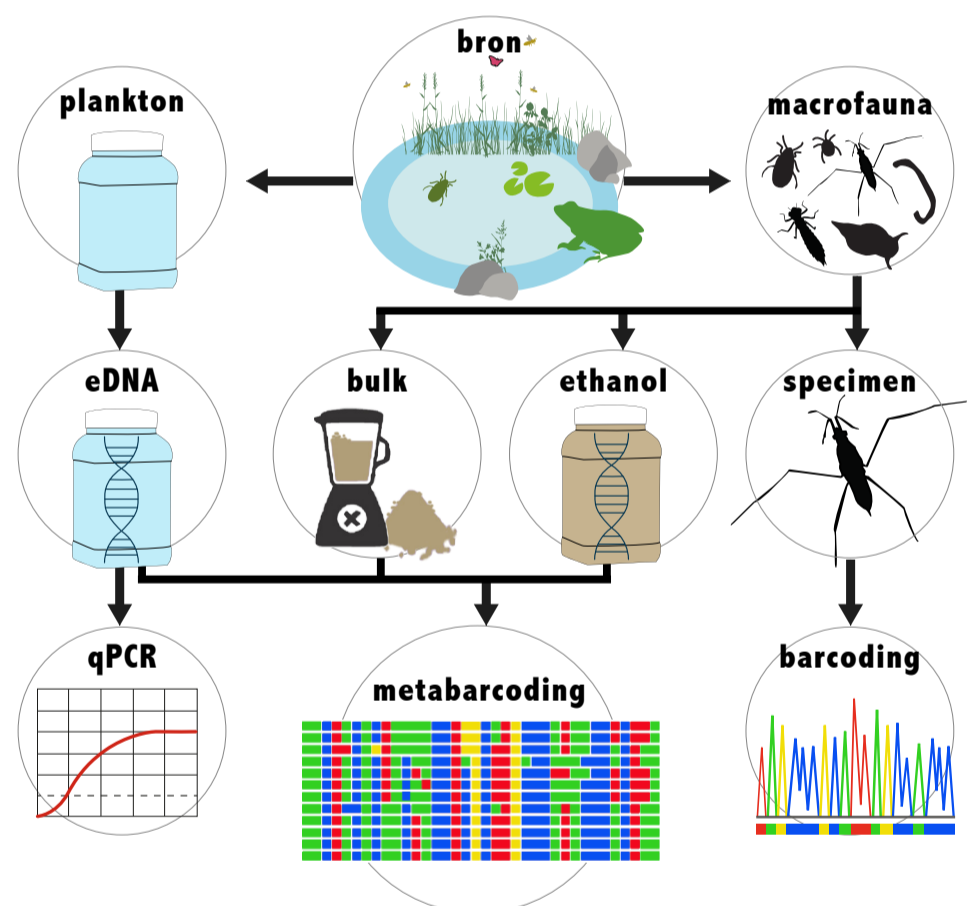 bron
plankton
macrofauna
eDNA
bulk
ethanol
specimen
qPCR
metabarcoding
barcoding